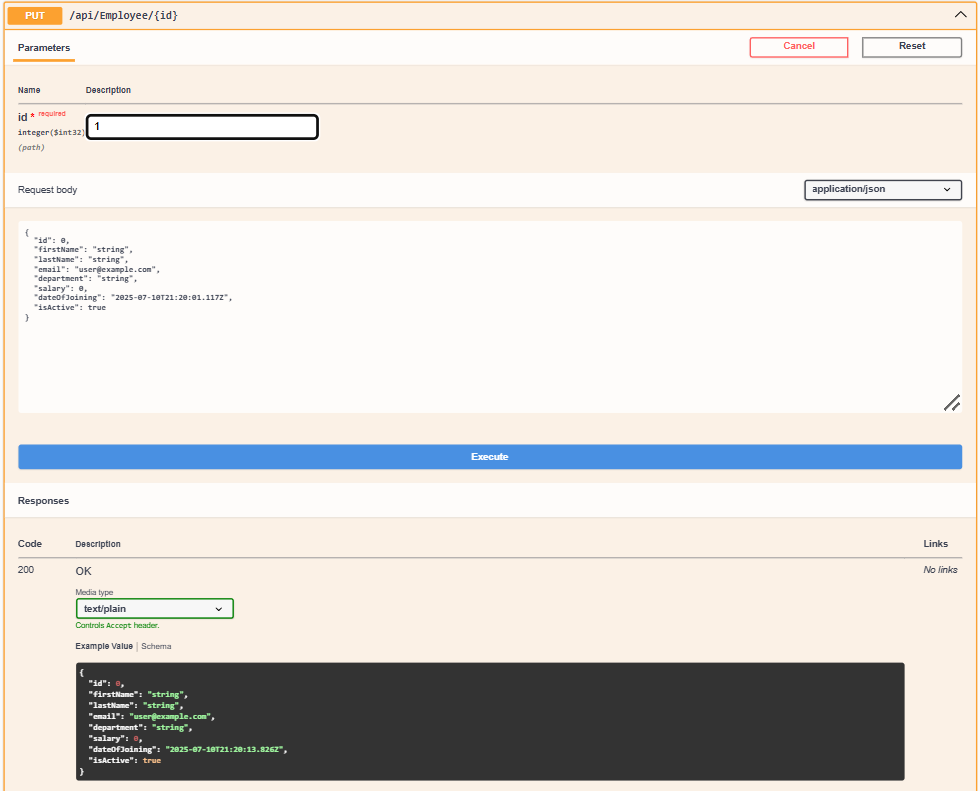 PUT /api/Employee/{id}
Parameters Cancel Reset
Name Description
id * required
integer($int32)
(path)
1
Request body application/json
{
  "id": 0,
  "firstName": "string",
  "lastName": "string",
  "email": "user@example.com",
  "department": "string",
  "salary": 0,
  "dateOfJoining": "2025-07-10T21:20:01.117Z",
  "isActive": true
}
Execute
Responses
Code Description Links
200 OK No links
Media type
text/plain
Controls Accept header.
Example Value | Schema
{
  "id": 0,
  "firstName": "string",
  "lastName": "string",
  "email": "user@example.com",
  "department": "string",
  "salary": 0,
  "dateOfJoining": "2025-07-10T21:20:13.826Z",
  "isActive": true
}